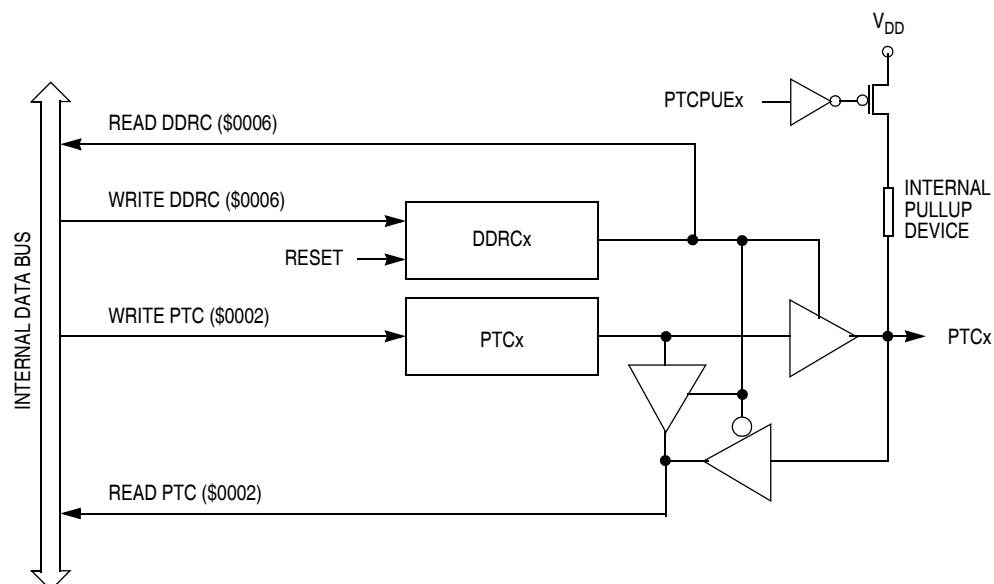 V_DD
PTCPUEx
READ DDRC ($0006)
WRITE DDRC ($0006)
INTERNAL
PULLUP
DEVICE
DDRCx
RESET
WRITE PTC ($0002)
PTCx
PTCx
INTERNAL DATA BUS
READ PTC ($0002)